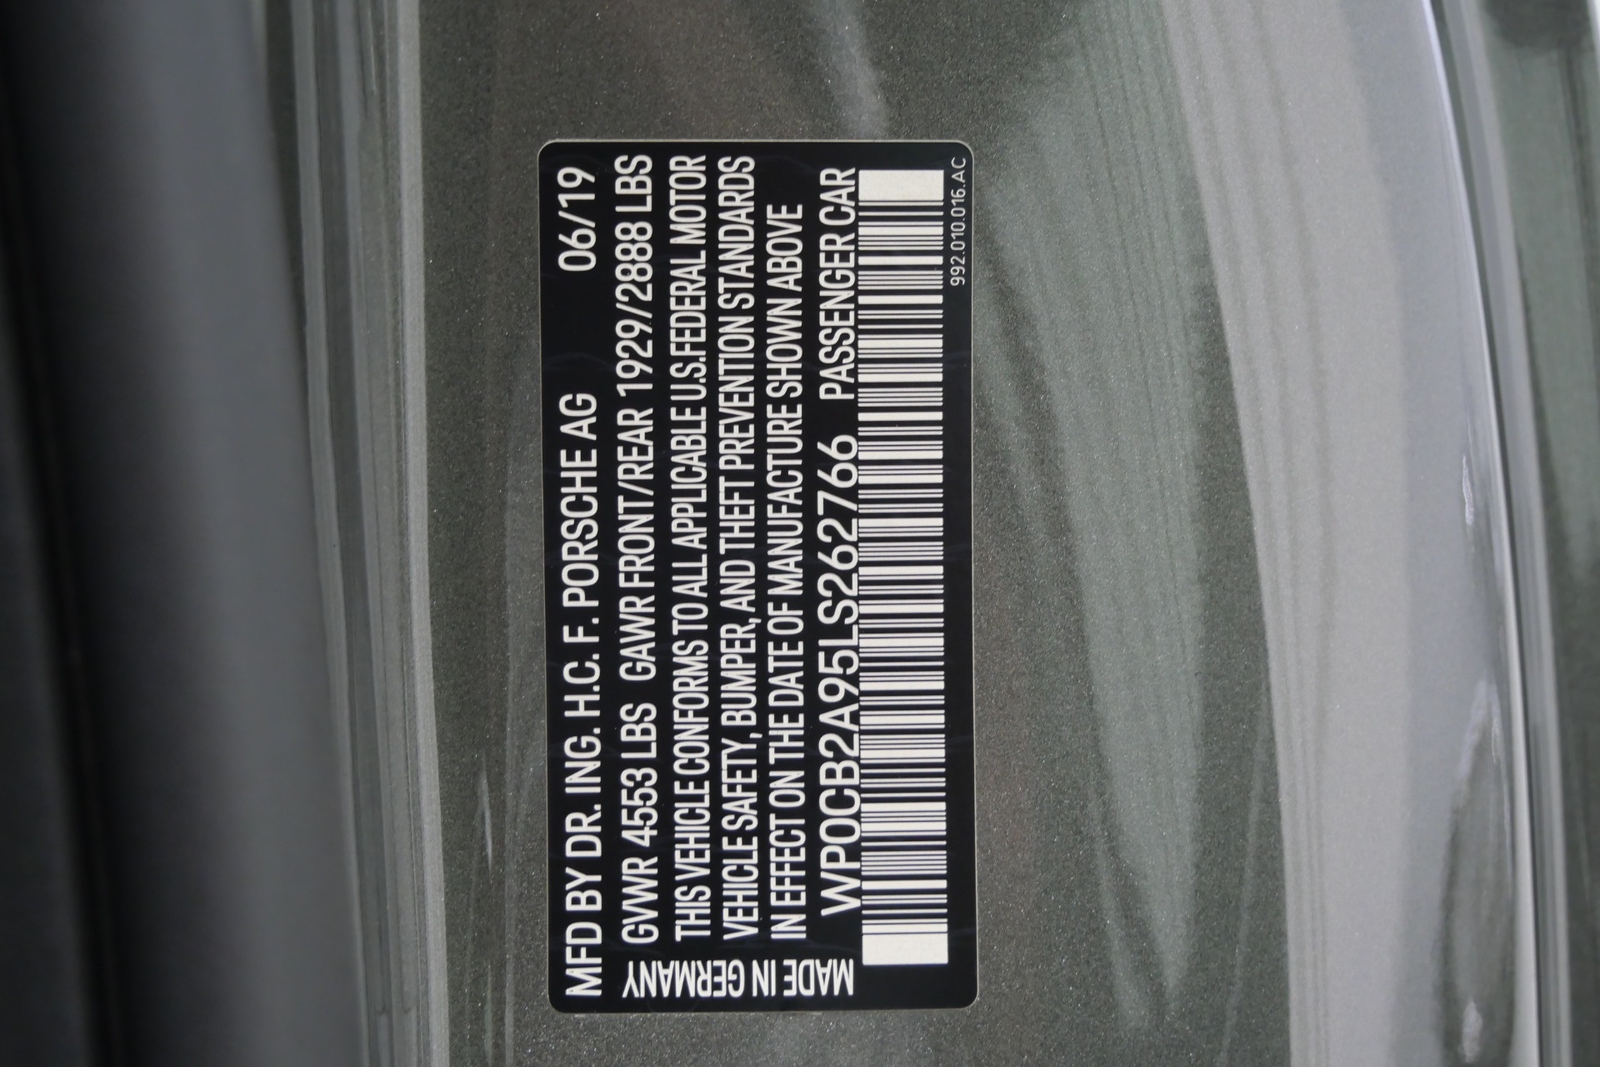 MFD BY DR. ING. H.C. F. PORSCHE AG 06/19
GVWR 4553 LBS GAWR FRONT/REAR 1929/2888 LBS
THIS VEHICLE CONFORMS TO ALL APPLICABLE U.S.FEDERAL MOTOR
VEHICLE SAFETY, BUMPER, AND THEFT PREVENTION STANDARDS
IN EFFECT ON THE DATE OF MANUFACTURE SHOWN ABOVE
WP0CB2A95LS262766 PASSENGER CAR
992.010.016.AC
MADE IN GERMANY